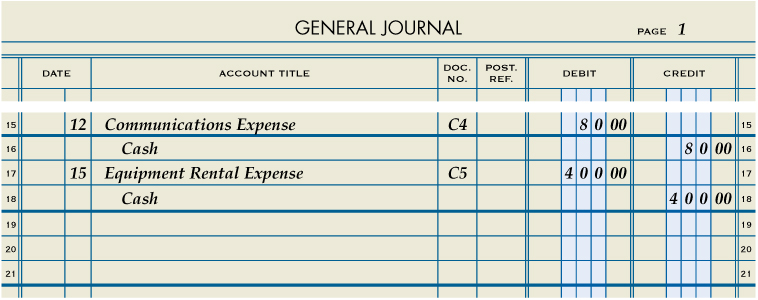 GENERAL JOURNAL PAGE 1
DATE ACCOUNT TITLE DOC. NO. POST. REF. DEBIT CREDIT
15 12 Communications Expense C4 8 0 00 15
16 Cash 8 0 00 16
17 15 Equipment Rental Expense C5 4 0 0 00 17
18 Cash 4 0 0 00 18
19 19
20 20
21 21